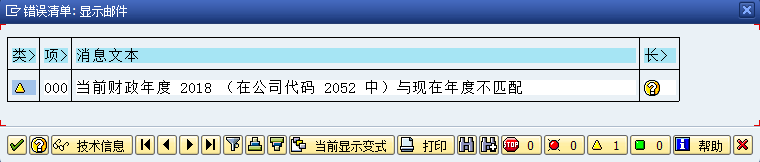 错误清单: 显示邮件
类> 项> 消息文本 长>
000 当前财政年度 2018 （在公司代码 2052 中）与现在年度不匹配
技术信息 当前显示变式 打印 STOP 0 0 1 0 帮助